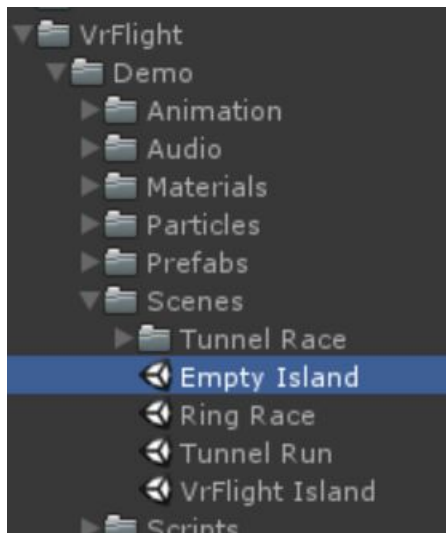 VrFlight
Demo
Animation
Audio
Materials
Particles
Prefabs
Scenes
Tunnel Race
Empty Island
Ring Race
Tunnel Run
VrFlight Island
Scripts